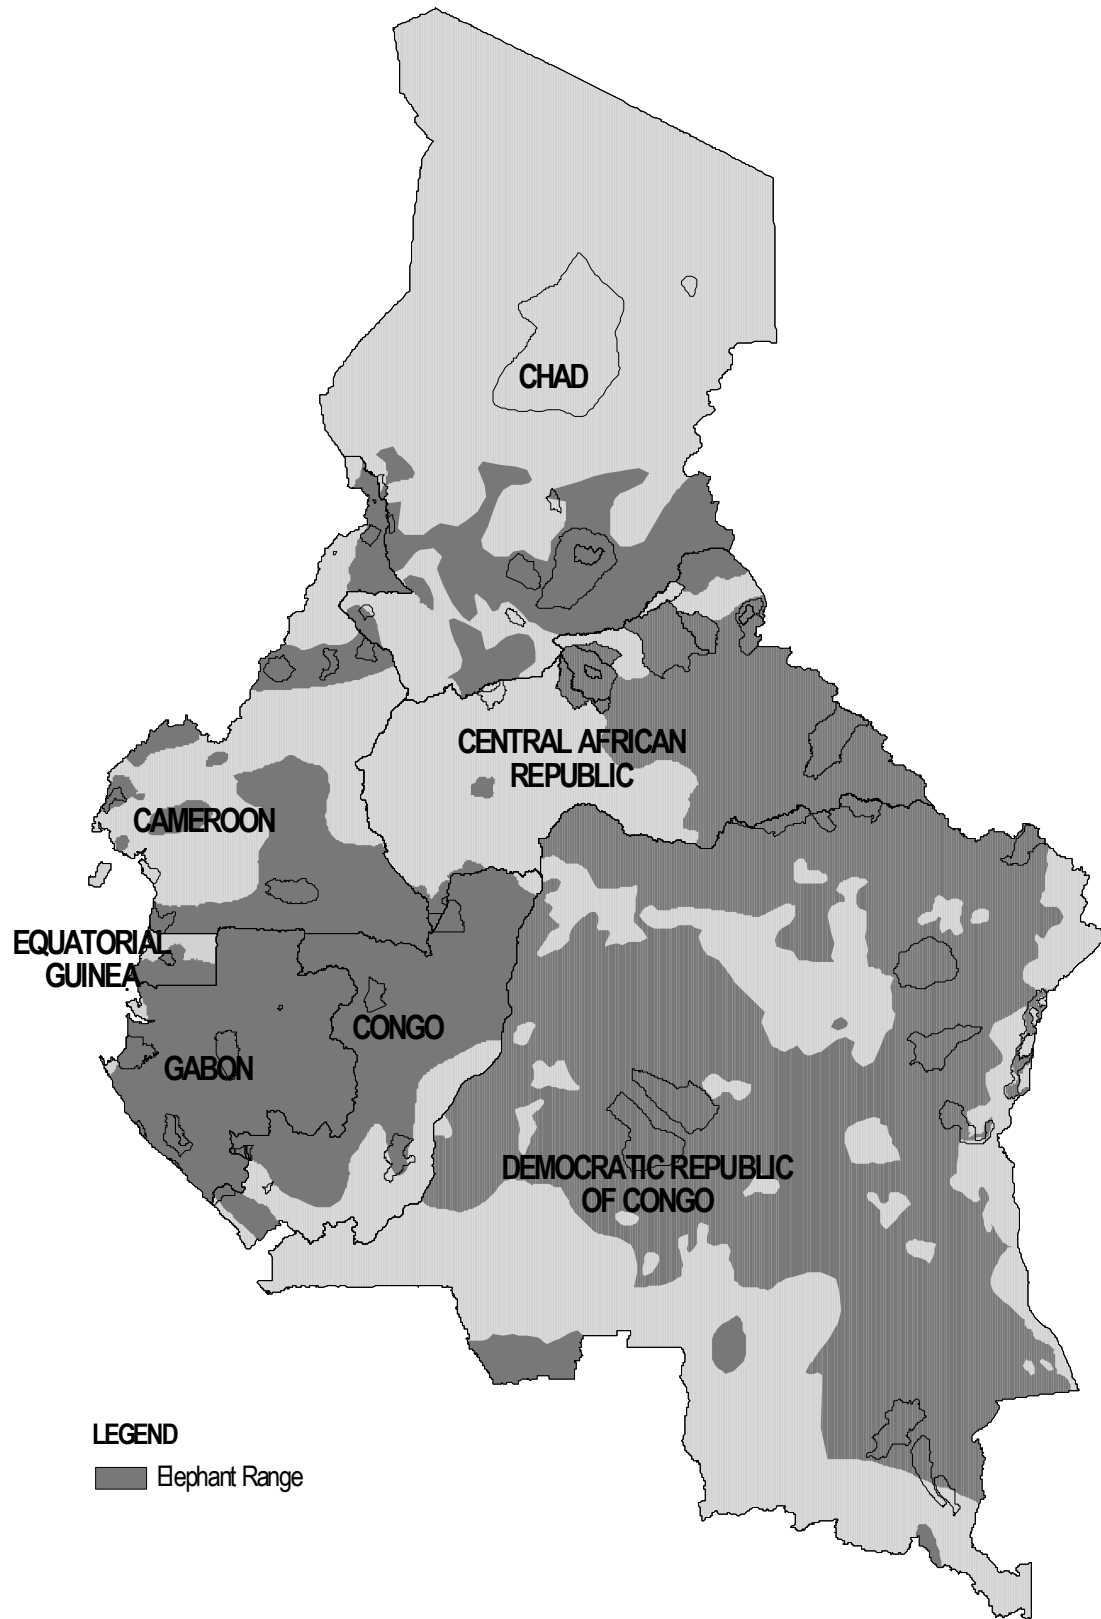 CHAD
CENTRAL AFRICAN
REPUBLIC
CAMEROON
EQUATORIAL
GUINEA
CONGO
GABON
DEMOCRATIC REPUBLIC
OF CONGO
LEGEND
Elephant Range